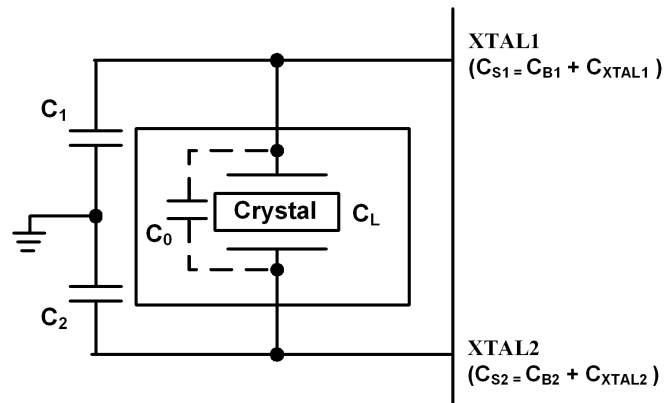 XTAL1
(CS1 = CB1 + CXTAL1 )
C1
Crystal
CL
C0
C2
XTAL2
(CS2 = CB2 + CXTAL2 )